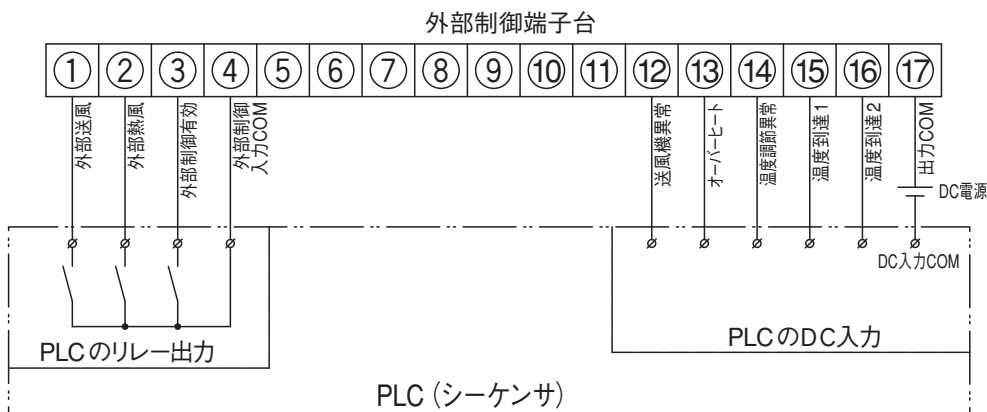 外部制御端子台
① ② ③ ④ ⑤ ⑥ ⑦ ⑧ ⑨ ⑩ ⑪ ⑫ ⑬ ⑭ ⑮ ⑯ ⑰
外部送風
外部熱風
外部制御有効
外部制御
入力COM
送風機異常
オーバーヒート
温度調節異常
温度到達1
温度到達2
出力COM
DC電源
DC入力COM
PLCのリレー出力
PLCのDC入力
PLC(シーケンサ)